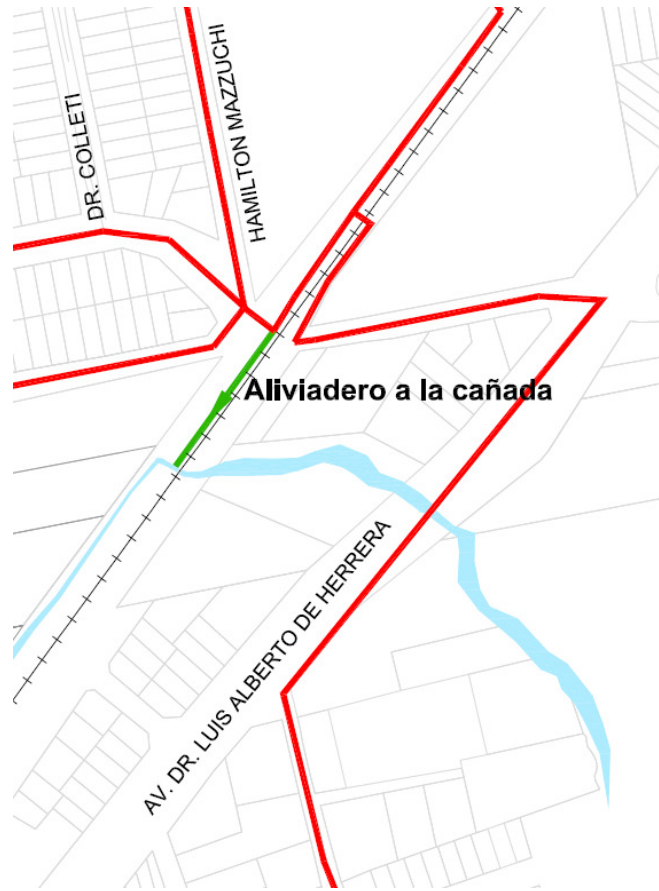 DR. COLLETI
HAMILTON MAZZUCHI
Aliviadero a la cañada
AV. DR. LUIS ALBERTO DE HERRERA